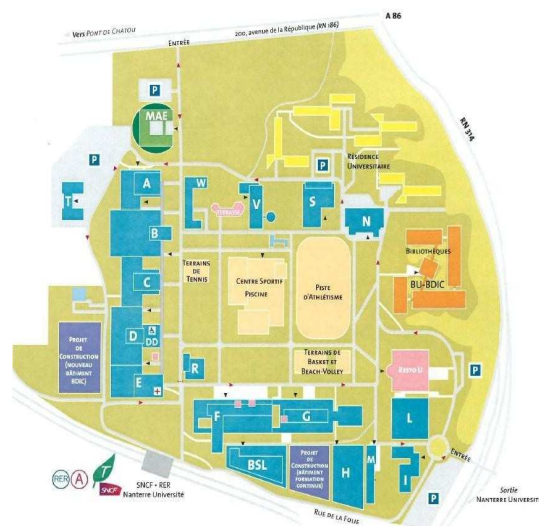 A 86
Vers PONT DE CHATOU
200, avenue de la République (RN 186)
ENTRÉE
RN 314
P
MAE
P
P
RÉSIDENCE
UNIVERSITAIRE
A
T
W
V
S
N
B
BIBLIOTHÈQUES
BU-BDIC
TERRAINS
DE
TENNIS
CENTRE SPORTIF
PISCINE
PISTE
D'ATHLÉTISME
C
D
DD
PROJET
DE
CONSTRUCTION
(NOUVEAU
BÂTIMENT
BDIC)
E
R
TERRAINS DE
BASKET ET
BEACH-VOLLEY
RESTO U
P
F
G
L
BSL
PROJET
DE
CONSTRUCTION
(BÂTIMENT
FORMATION
CONTINUE)
H
M
I
ENTRÉE
P
Sortie
NANTERRE UNIVERSIT
RER
A
T
SNCF
SNCF • RER
Nanterre Université
RUE DE LA FOLIE